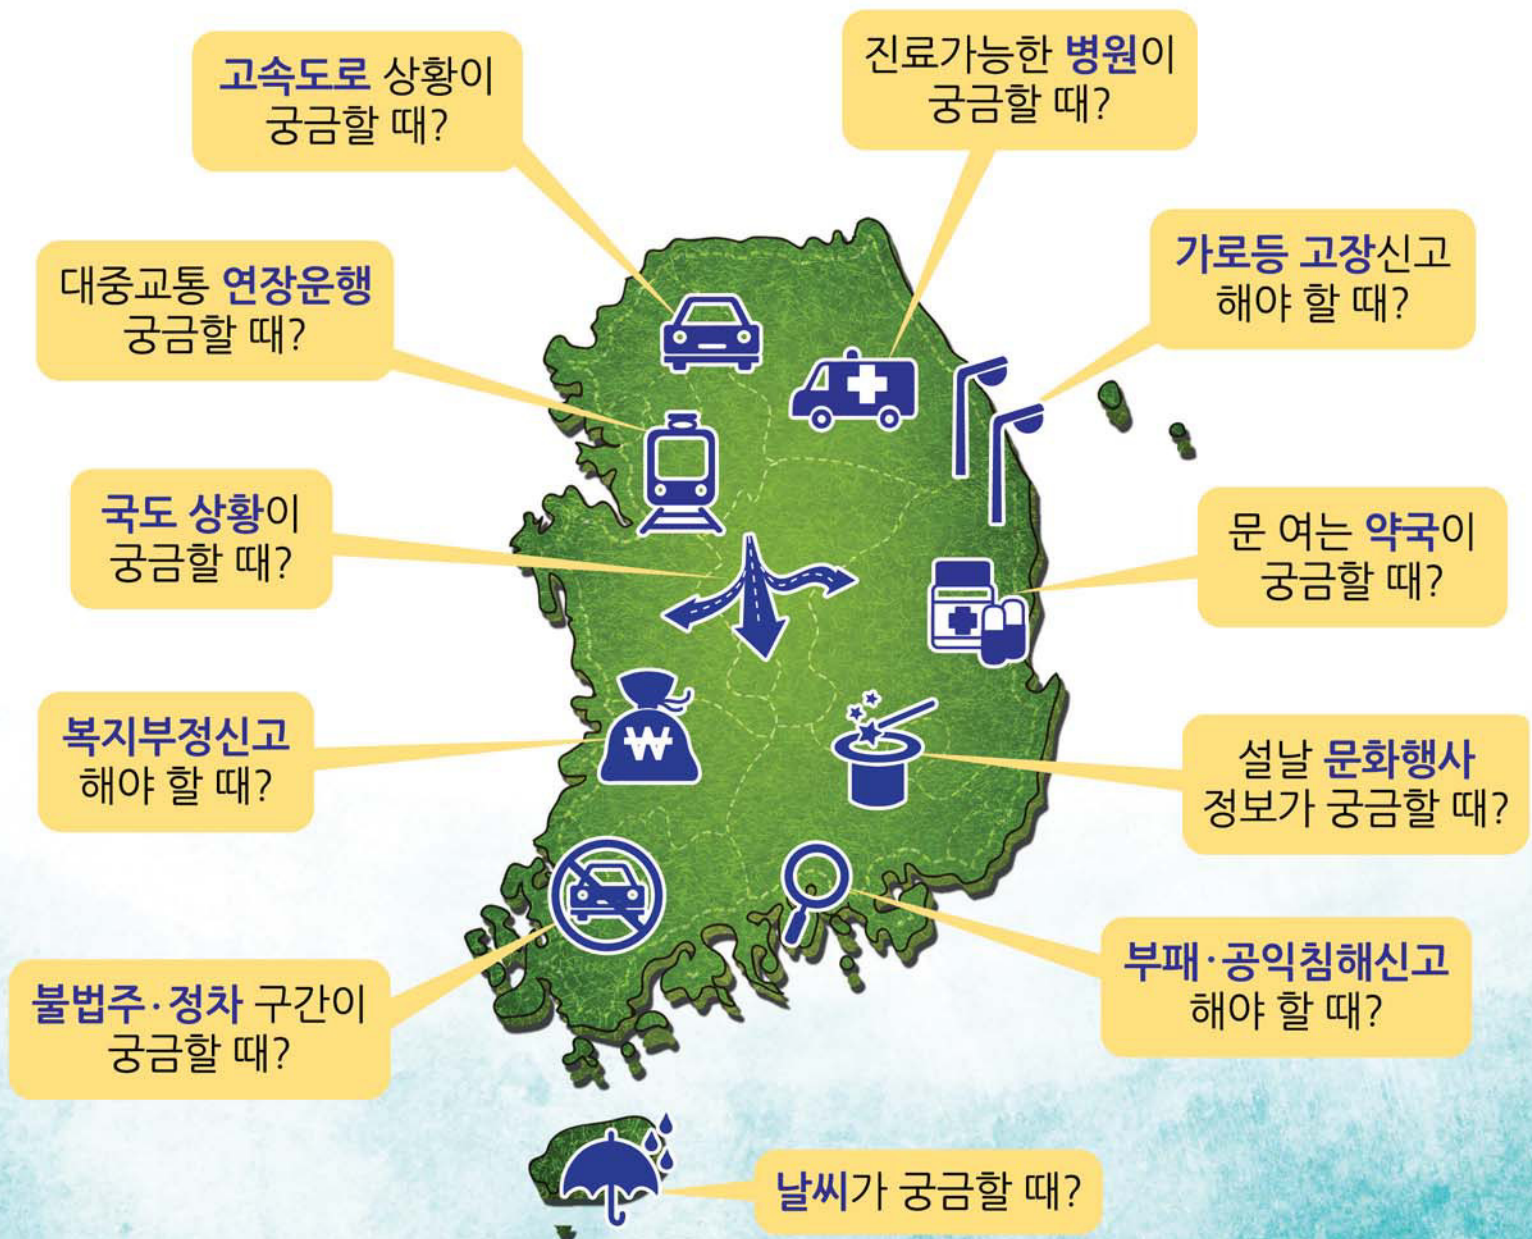 고속도로 상황이
궁금할 때?
진료가능한 병원이
궁금할 때?
대중교통 연장운행
궁금할 때?
가로등 고장신고
해야 할 때?
국도 상황이
궁금할 때?
문 여는 약국이
궁금할 때?
복지부정신고
해야 할 때?
₩
설날 문화행사
정보가 궁금할 때?
불법주·정차 구간이
궁금할 때?
부패·공익침해신고
해야 할 때?
날씨가 궁금할 때?